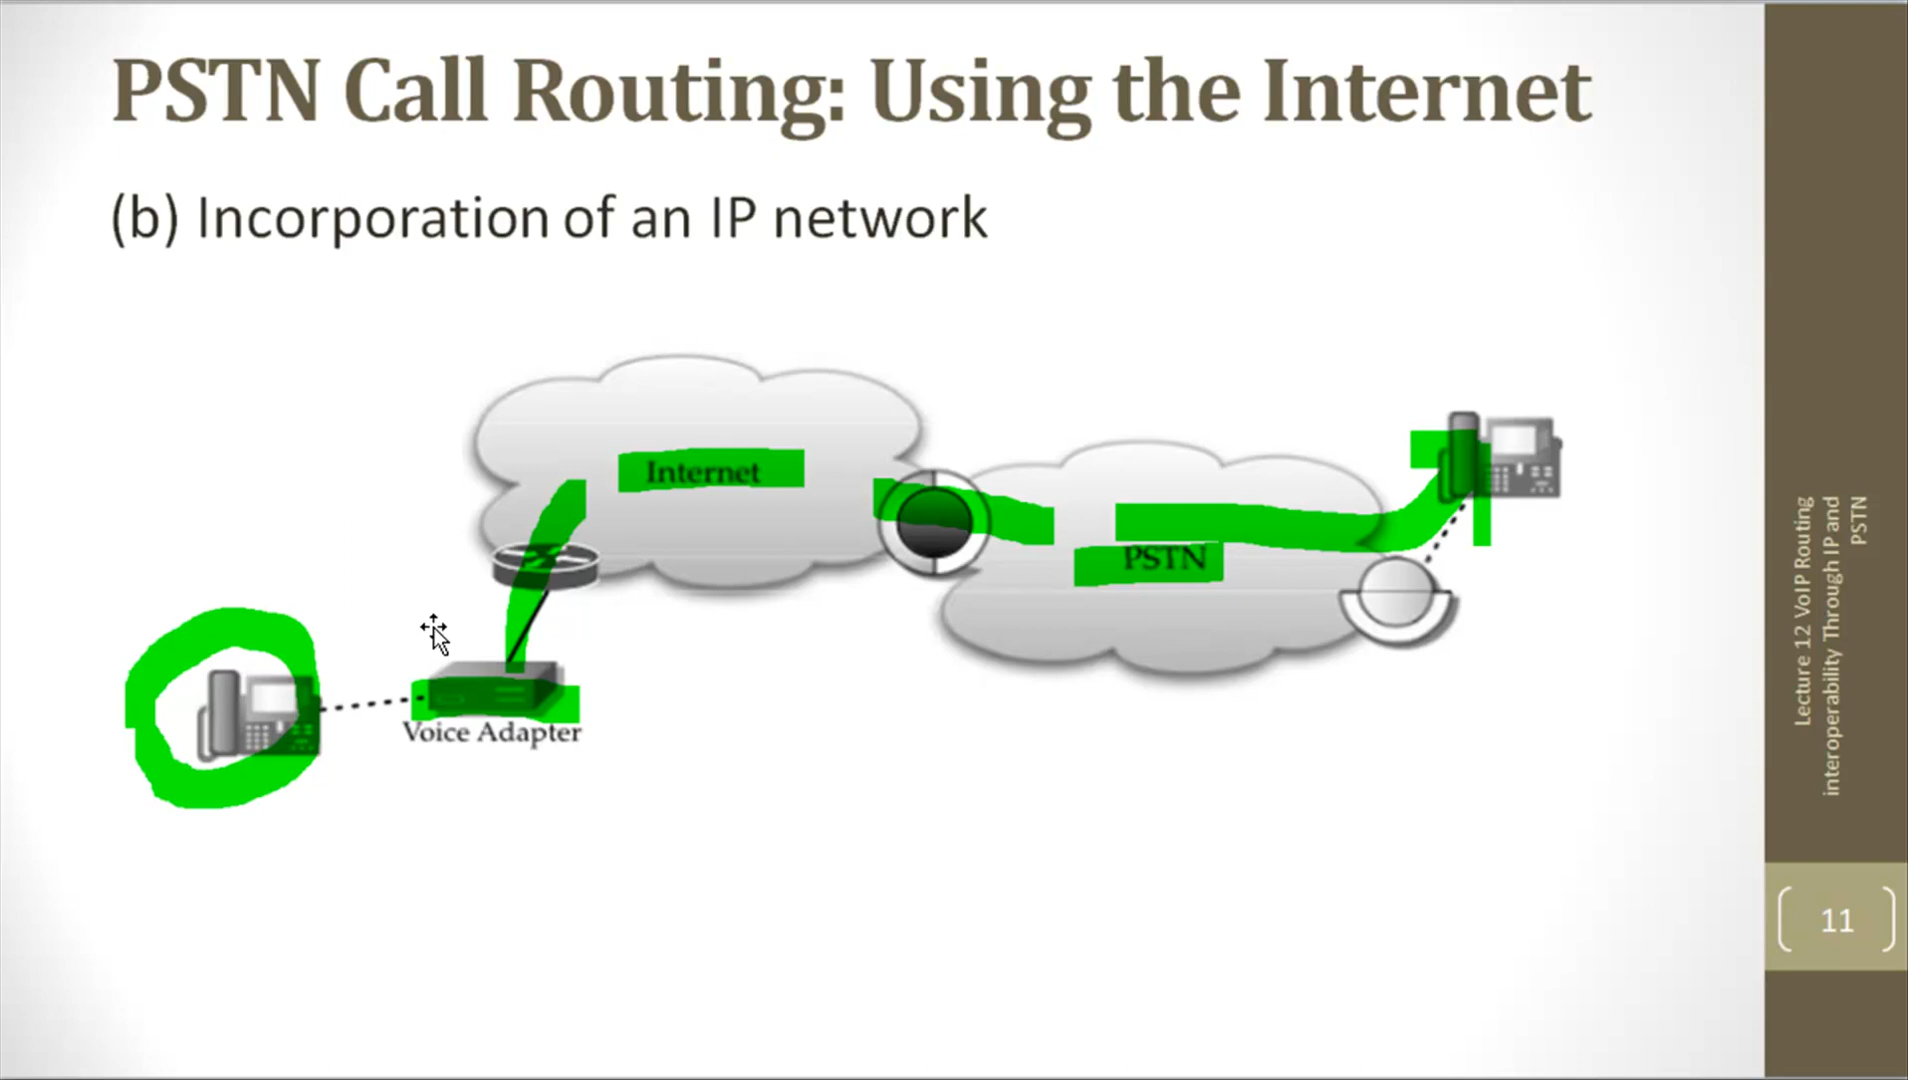 PSTN Call Routing: Using the Internet
(b) Incorporation of an IP network
Internet
PSTN
Voice Adapter
Lecture 12 VoIP Routing
interoperability Through IP and
PSTN
11